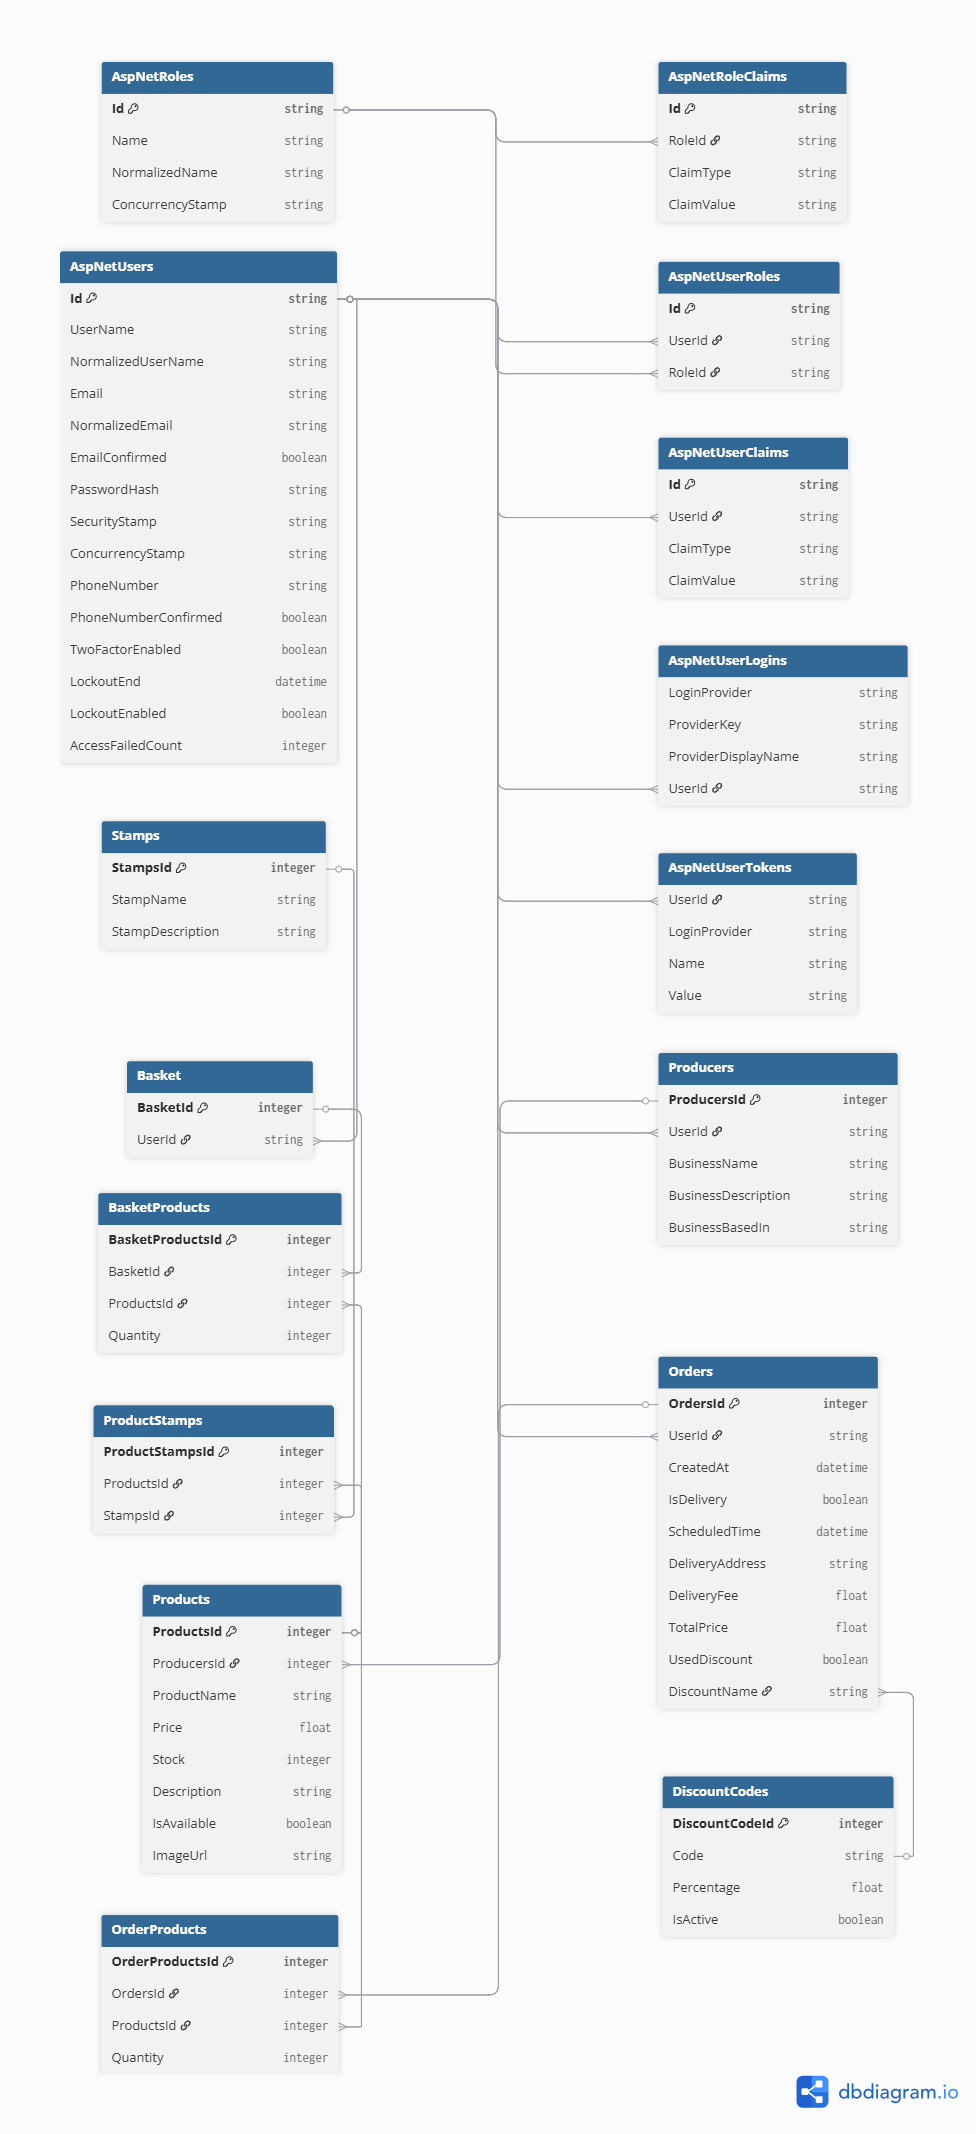 AspNetRoles
Id string
Name string
NormalizedName string
ConcurrencyStamp string
AspNetUsers
Id string
UserName string
NormalizedUserName string
Email string
NormalizedEmail string
EmailConfirmed boolean
PasswordHash string
SecurityStamp string
ConcurrencyStamp string
PhoneNumber string
PhoneNumberConfirmed boolean
TwoFactorEnabled boolean
LockoutEnd datetime
LockoutEnabled boolean
AccessFailedCount integer
Stamps
StampsId integer
StampName string
StampDescription string
Basket
BasketId integer
UserId string
BasketProducts
BasketProductsId integer
BasketId integer
ProductsId integer
Quantity integer
ProductStamps
ProductStampsId integer
ProductsId integer
StampsId integer
Products
ProductsId integer
ProducersId integer
ProductName string
Price float
Stock integer
Description string
IsAvailable boolean
ImageUrl string
OrderProducts
OrderProductsId integer
OrdersId integer
ProductsId integer
Quantity integer
AspNetRoleClaims
Id string
RoleId string
ClaimType string
ClaimValue string
AspNetUserRoles
Id string
UserId string
RoleId string
AspNetUserClaims
Id string
UserId string
ClaimType string
ClaimValue string
AspNetUserLogins
LoginProvider string
ProviderKey string
ProviderDisplayName string
UserId string
AspNetUserTokens
UserId string
LoginProvider string
Name string
Value string
Producers
ProducersId integer
UserId string
BusinessName string
BusinessDescription string
BusinessBasedIn string
Orders
OrdersId integer
UserId string
CreatedAt datetime
IsDelivery boolean
ScheduledTime datetime
DeliveryAddress string
DeliveryFee float
TotalPrice float
UsedDiscount boolean
DiscountName string
DiscountCodes
DiscountCodeId integer
Code string
Percentage float
IsActive boolean
dbdiagram.io